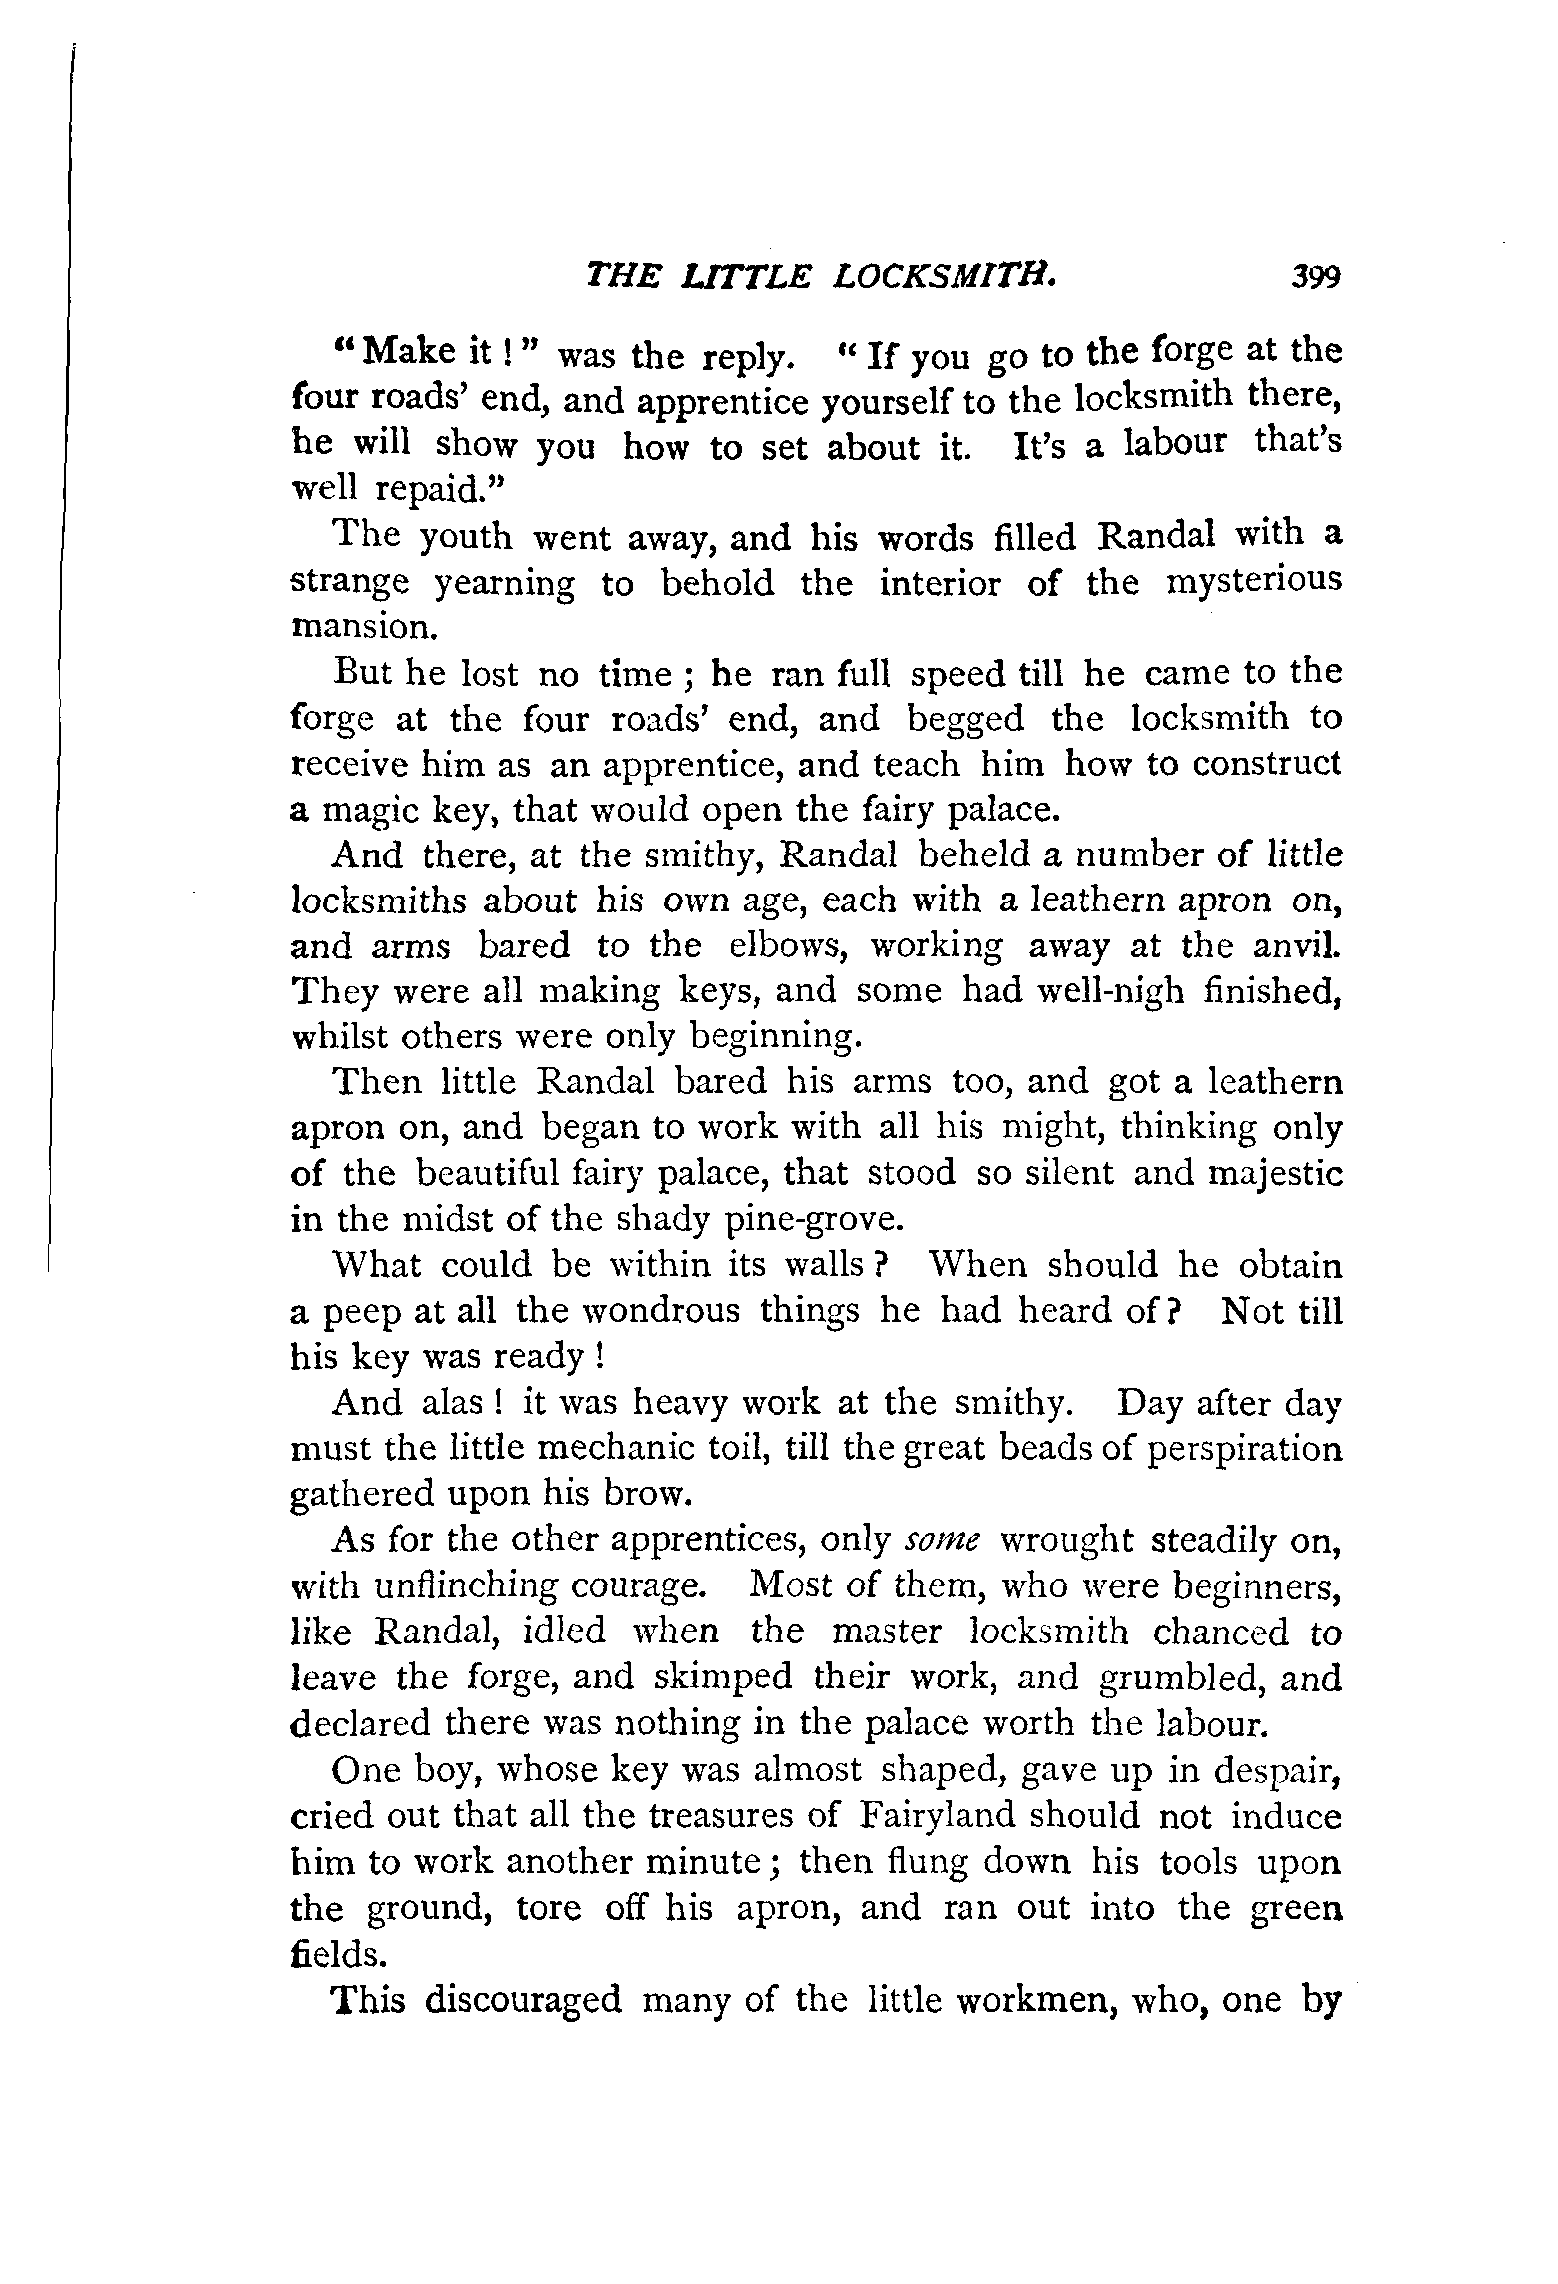 THE LITTLE LOCKSMITH. 399
“Make it!” was the reply. “If you go to the forge at the
four roads’ end, and apprentice yourself to the locksmith there,
he will show you how to set about it. It’s a labour that’s
well repaid.”
The youth went away, and his words filled Randal with a
strange yearning to behold the interior of the mysterious
mansion.
But he lost no time; he ran full speed till he came to the
forge at the four roads’ end, and begged the locksmith to
receive him as an apprentice, and teach him how to construct
a magic key, that would open the fairy palace.
And there, at the smithy, Randal beheld a number of little
locksmiths about his own age, each with a leathern apron on,
and arms bared to the elbows, working away at the anvil.
They were all making keys, and some had well-nigh finished,
whilst others were only beginning.
Then little Randal bared his arms too, and got a leathern
apron on, and began to work with all his might, thinking only
of the beautiful fairy palace, that stood so silent and majestic
in the midst of the shady pine-grove.
What could be within its walls? When should he obtain
a peep at all the wondrous things he had heard of? Not till
his key was ready!
And alas! it was heavy work at the smithy. Day after day
must the little mechanic toil, till the great beads of perspiration
gathered upon his brow.
As for the other apprentices, only some wrought steadily on,
with unflinching courage. Most of them, who were beginners,
like Randal, idled when the master locksmith chanced to
leave the forge, and skimped their work, and grumbled, and
declared there was nothing in the palace worth the labour.
One boy, whose key was almost shaped, gave up in despair,
cried out that all the treasures of Fairyland should not induce
him to work another minute; then flung down his tools upon
the ground, tore off his apron, and ran out into the green
fields.
This discouraged many of the little workmen, who, one by